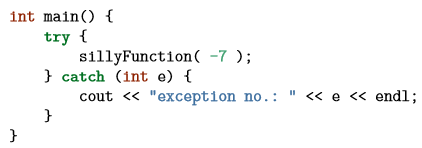 int main() {
    try {
        sillyFunction( -7 );
    } catch (int e) {
        cout << "exception no.: " << e << endl;
    }
}